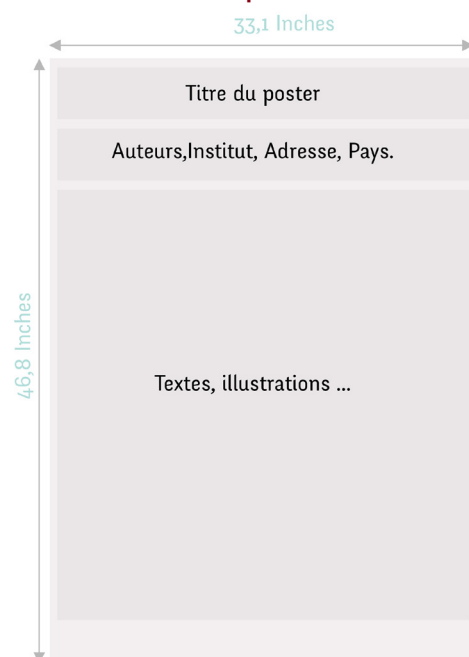 33,1 Inches
Titre du poster
Auteurs,Institut, Adresse, Pays.
46,8 Inches
Textes, illustrations ...